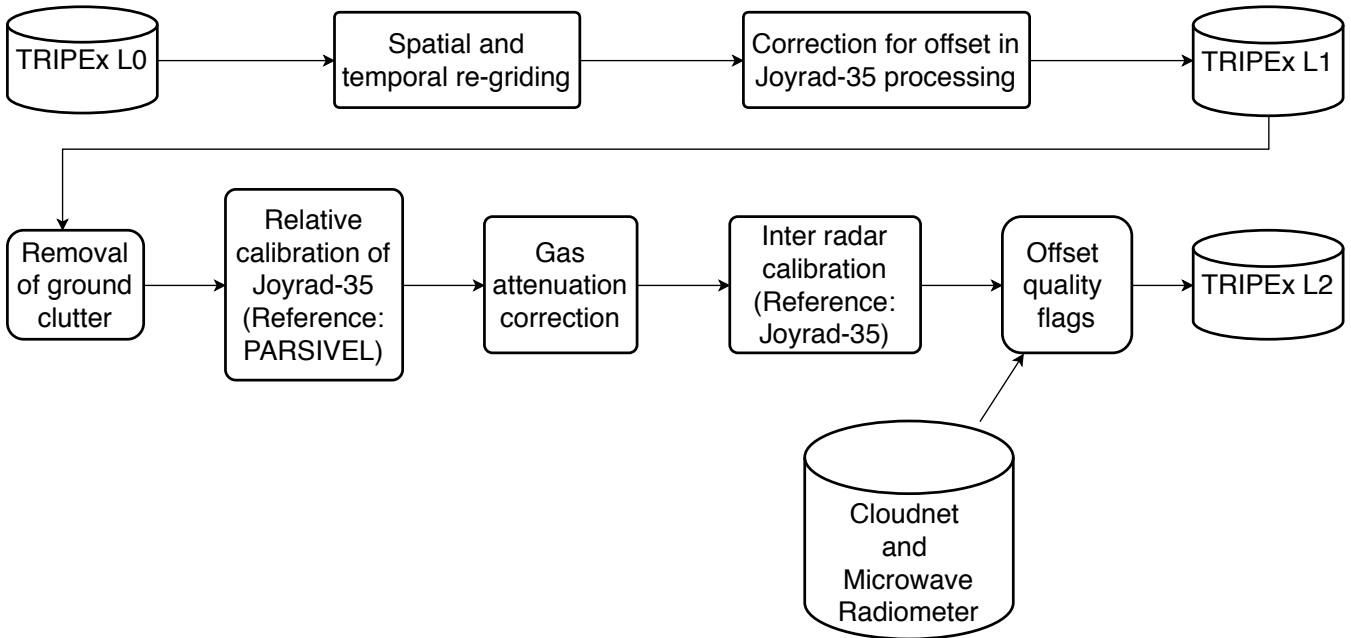 TRIPEx L0
Spatial and
temporal re-griding
Correction for offset in
Joyrad-35 processing
TRIPEx L1
Removal
of ground
clutter
Relative
calibration of
Joyrad-35
(Reference:
PARSIVEL)
Gas
attenuation
correction
Inter radar
calibration
(Reference:
Joyrad-35)
Offset
quality
flags
TRIPEx L2
Cloudnet
and
Microwave
Radiometer